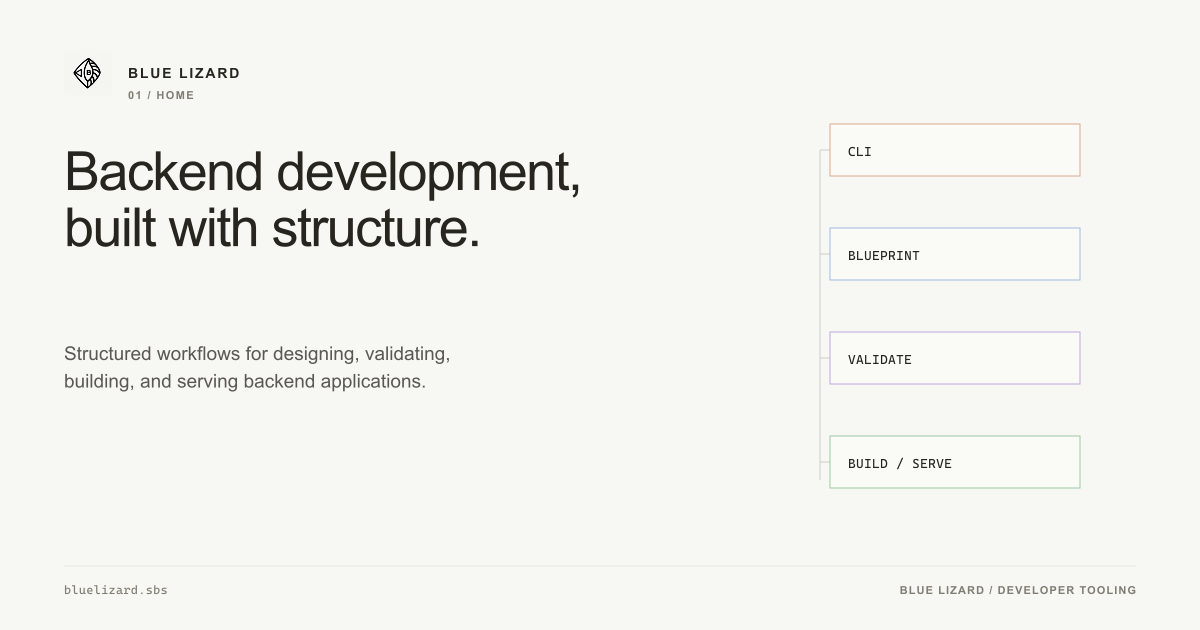 BLUE LIZARD
01 / HOME
Backend development,
built with structure.
Structured workflows for designing, validating,
building, and serving backend applications.
CLI
BLUEPRINT
VALIDATE
BUILD / SERVE
bluelizard.sbs
BLUE LIZARD / DEVELOPER TOOLING